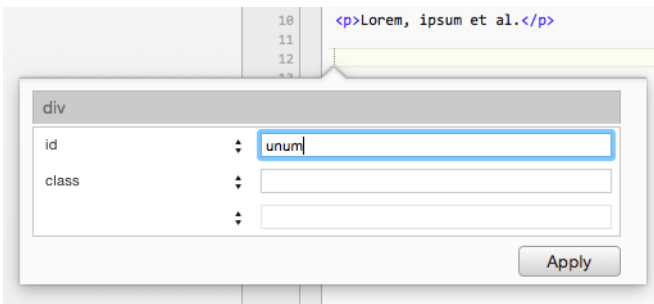 10 <p>Lorem, ipsum et al.</p>
11
12
div
id unum
class
Apply